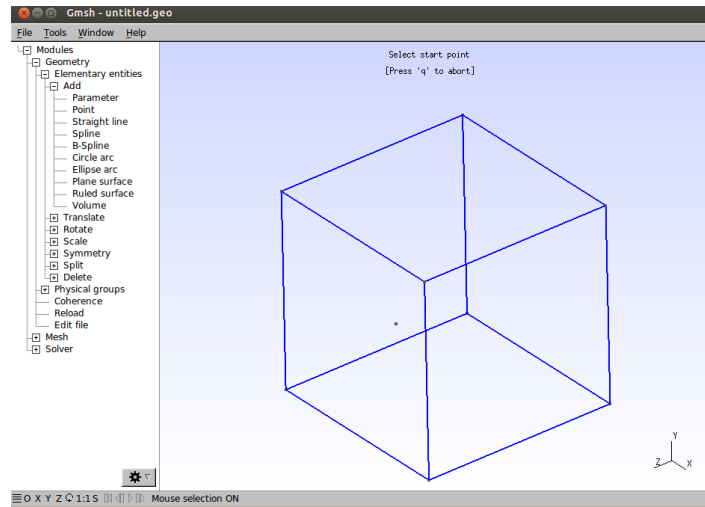 Gmsh - untitled.geo
File Tools Window Help
Modules
Geometry
Elementary entities
Add
Parameter
Point
Straight line
Spline
B-Spline
Circle arc
Ellipse arc
Plane surface
Ruled surface
Volume
Translate
Rotate
Scale
Symmetry
Split
Delete
Physical groups
Coherence
Reload
Edit file
Mesh
Solver
Select start point
[Press 'q' to abort]
Y
Z X
O X Y Z 1:1 S Mouse selection ON